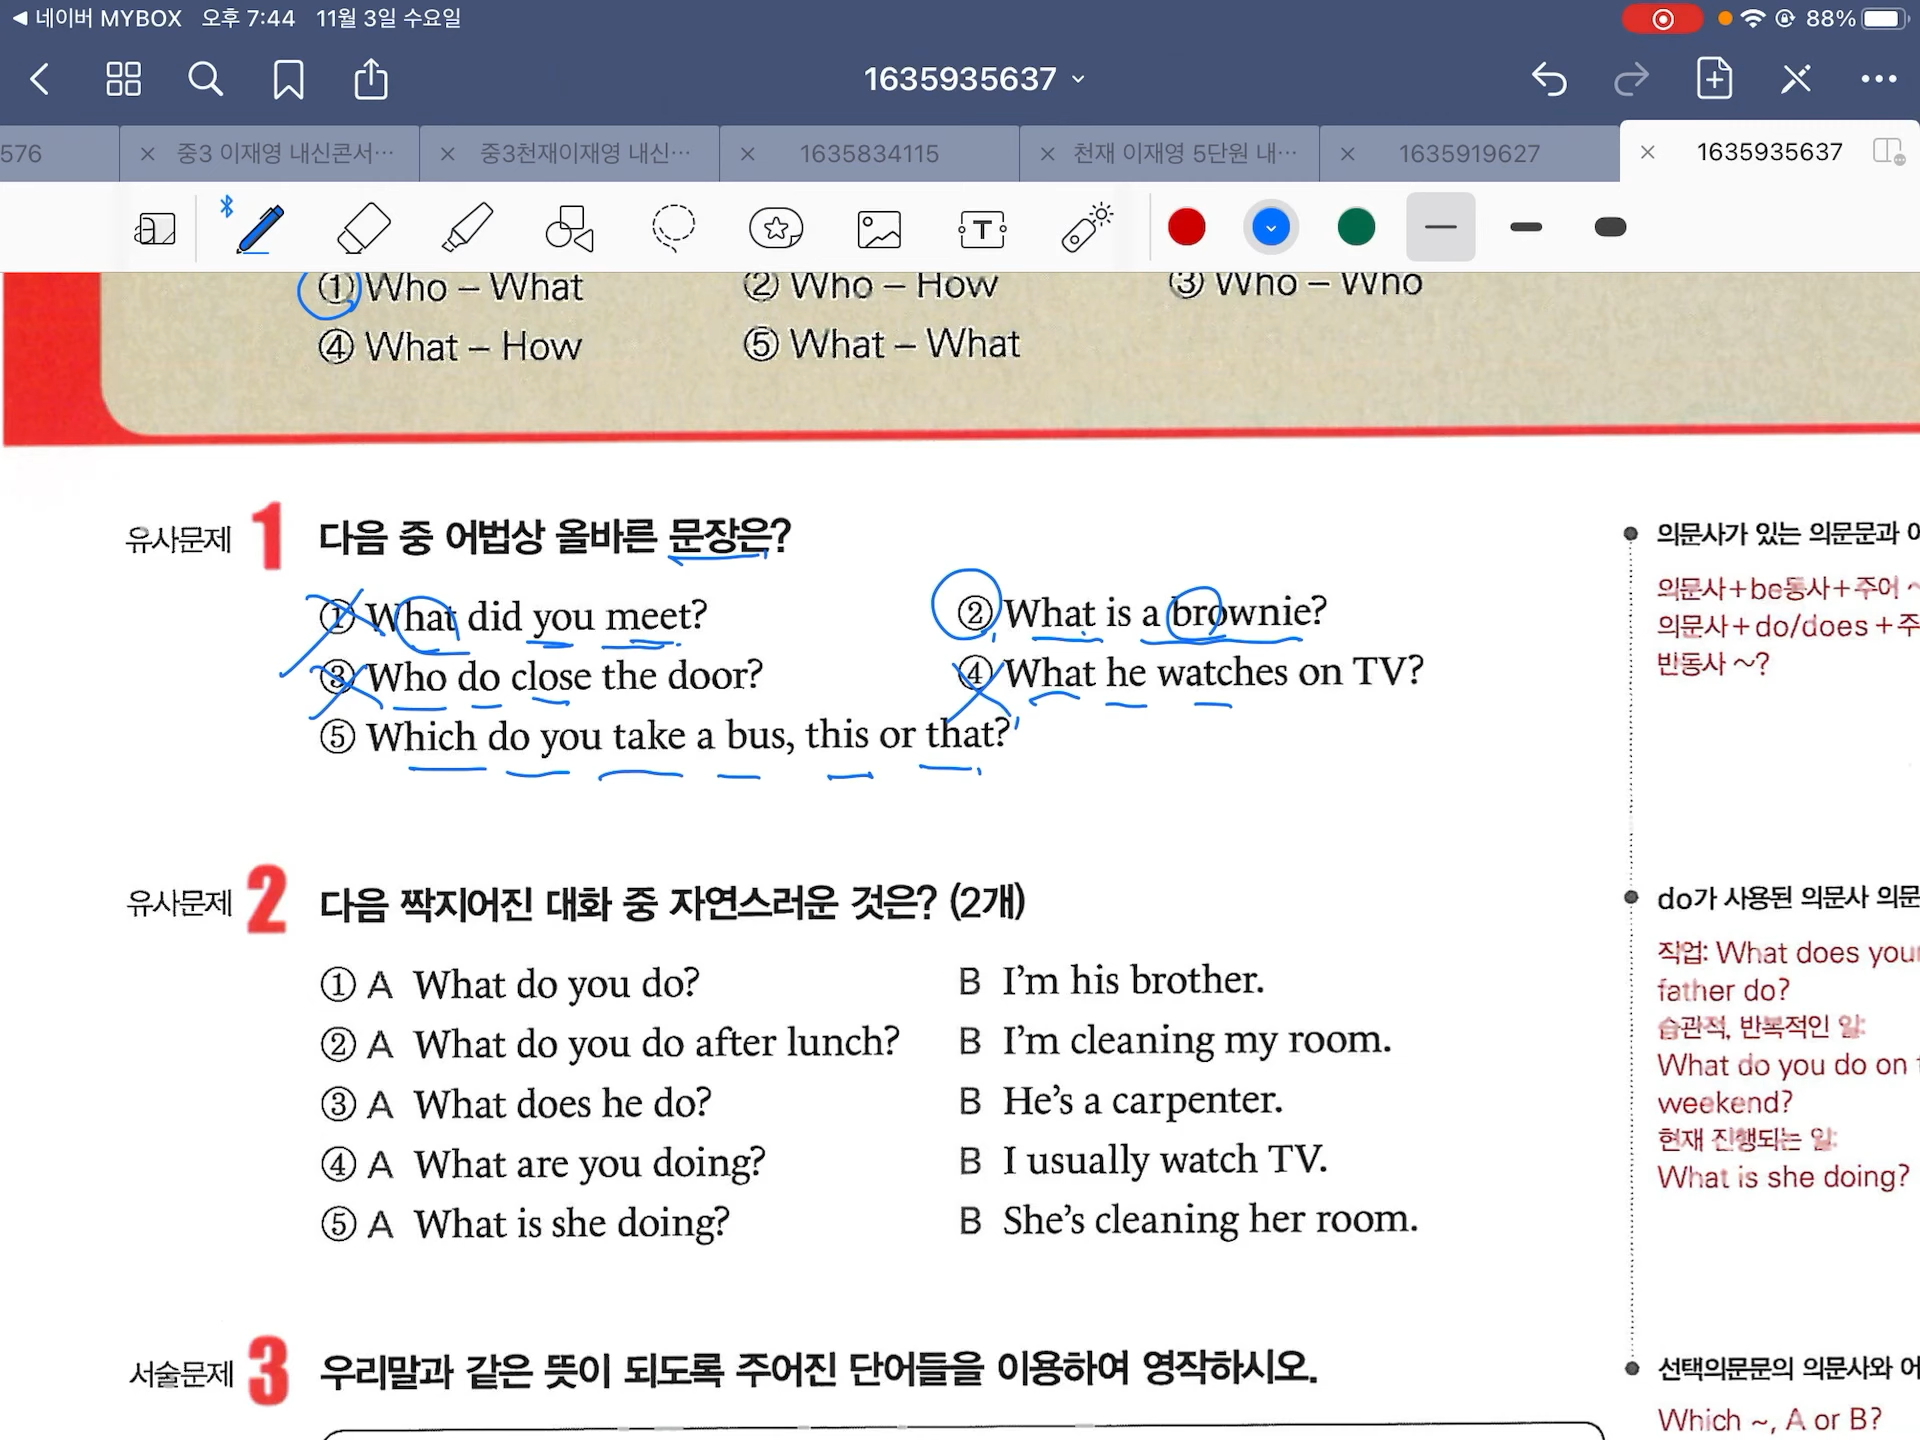 ◀ 네이버 MYBOX 오후 7:44 11월 3일 수요일 88%
1635935637
576 중3 이재영 내신콘서··· 중3천재이재영 내신··· 1635834115 천재 이재영 5단원 내··· 1635919627 1635935637
① Who – What ② Who – How ③ Who – Who
④ What – How ⑤ What – What
유사문제 1 다음 중 어법상 올바른 문장은?
① What did you meet? ② What is a brownie?
③ Who do close the door? ④ What he watches on TV?
⑤ Which do you take a bus, this or that?
의문사가 있는 의문문과
의문사+be동사+주어 ~
의문사+do/does+주
반동사 ~?
유사문제 2 다음 짝지어진 대화 중 자연스러운 것은? (2개)
① A What do you do? B I'm his brother.
② A What do you do after lunch? B I'm cleaning my room.
③ A What does he do? B He's a carpenter.
④ A What are you doing? B I usually watch TV.
⑤ A What is she doing? B She's cleaning her room.
do가 사용된 의문사 의문
직업: What does your
father do?
습관적, 반복적인 일:
What do you do on
weekend?
현재 진행되는 일:
What is she doing?
서술문제 3 우리말과 같은 뜻이 되도록 주어진 단어들을 이용하여 영작하시오.
선택의문문의 의문사와
Which ~, A or B?